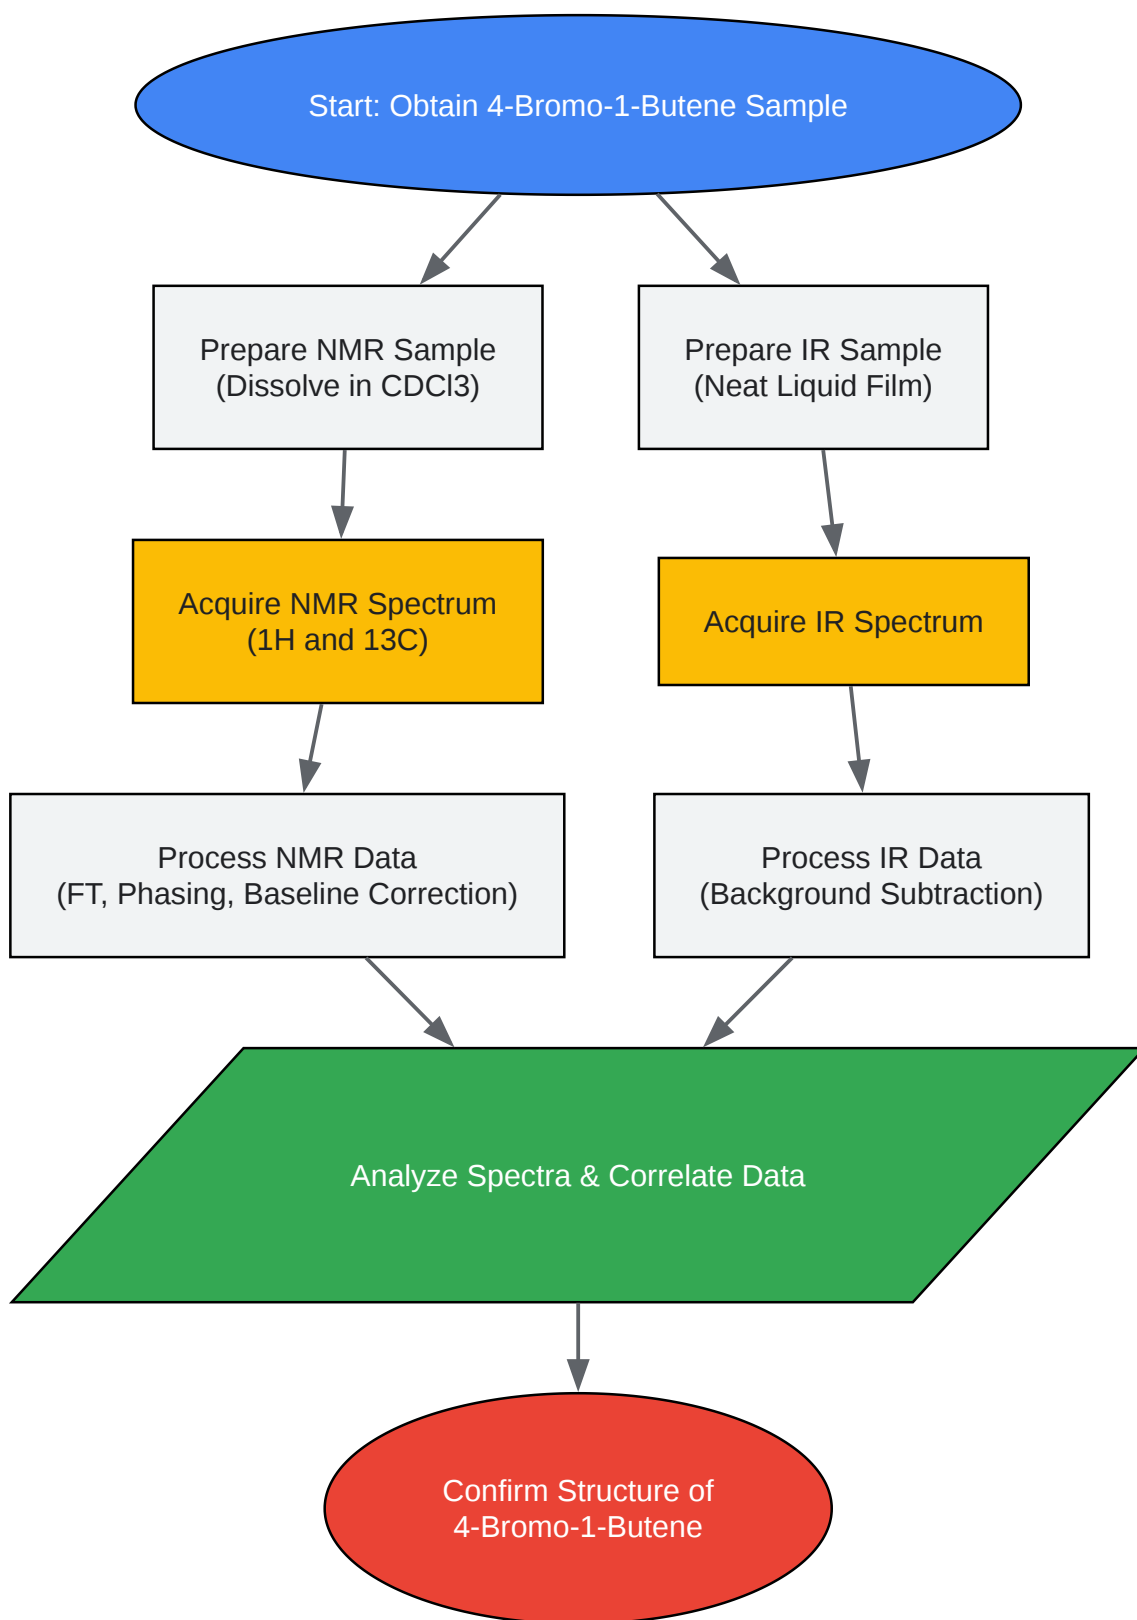 Start: Obtain 4-Bromo-1-Butene Sample
Prepare NMR Sample
(Dissolve in CDCl3)
Prepare IR Sample
(Neat Liquid Film)
Acquire NMR Spectrum
(1H and 13C)
Acquire IR Spectrum
Process NMR Data
(FT, Phasing, Baseline Correction)
Process IR Data
(Background Subtraction)
Analyze Spectra & Correlate Data
Confirm Structure of
4-Bromo-1-Butene